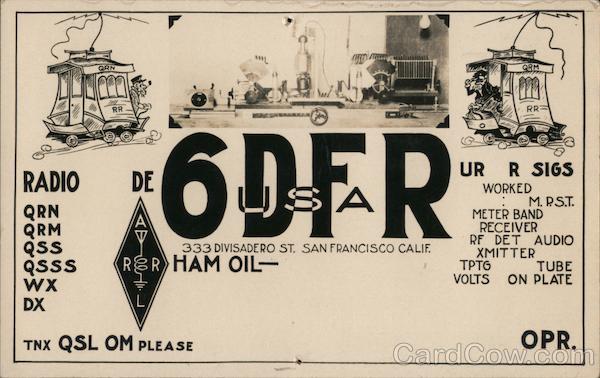 QRN
RR
QRM
RR
RADIO DE 6DFR
USA
UR R SIGS
333 DIVISADERO ST. SAN FRANCISCO CALIF.
HAM OIL—
QRN
QRM
QSS
QSSS
WX
DX
A
R R
L
WORKED
: M. P.S.T.
METER BAND
RECEIVER
RF DET AUDIO
XMITTER
TPTG TUBE
VOLTS ON PLATE
TNX QSL OM PLEASE
OPR.
CardCow.com